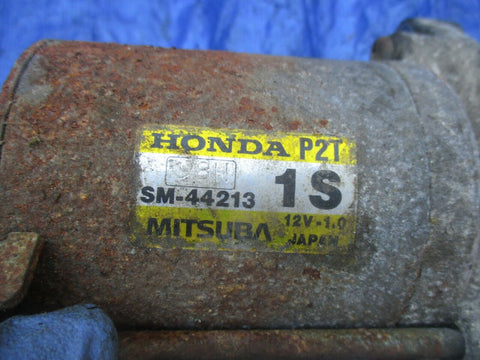 HONDA P2T
SM-44213 1S
MITSUBA 12V-1.0
JAPAN